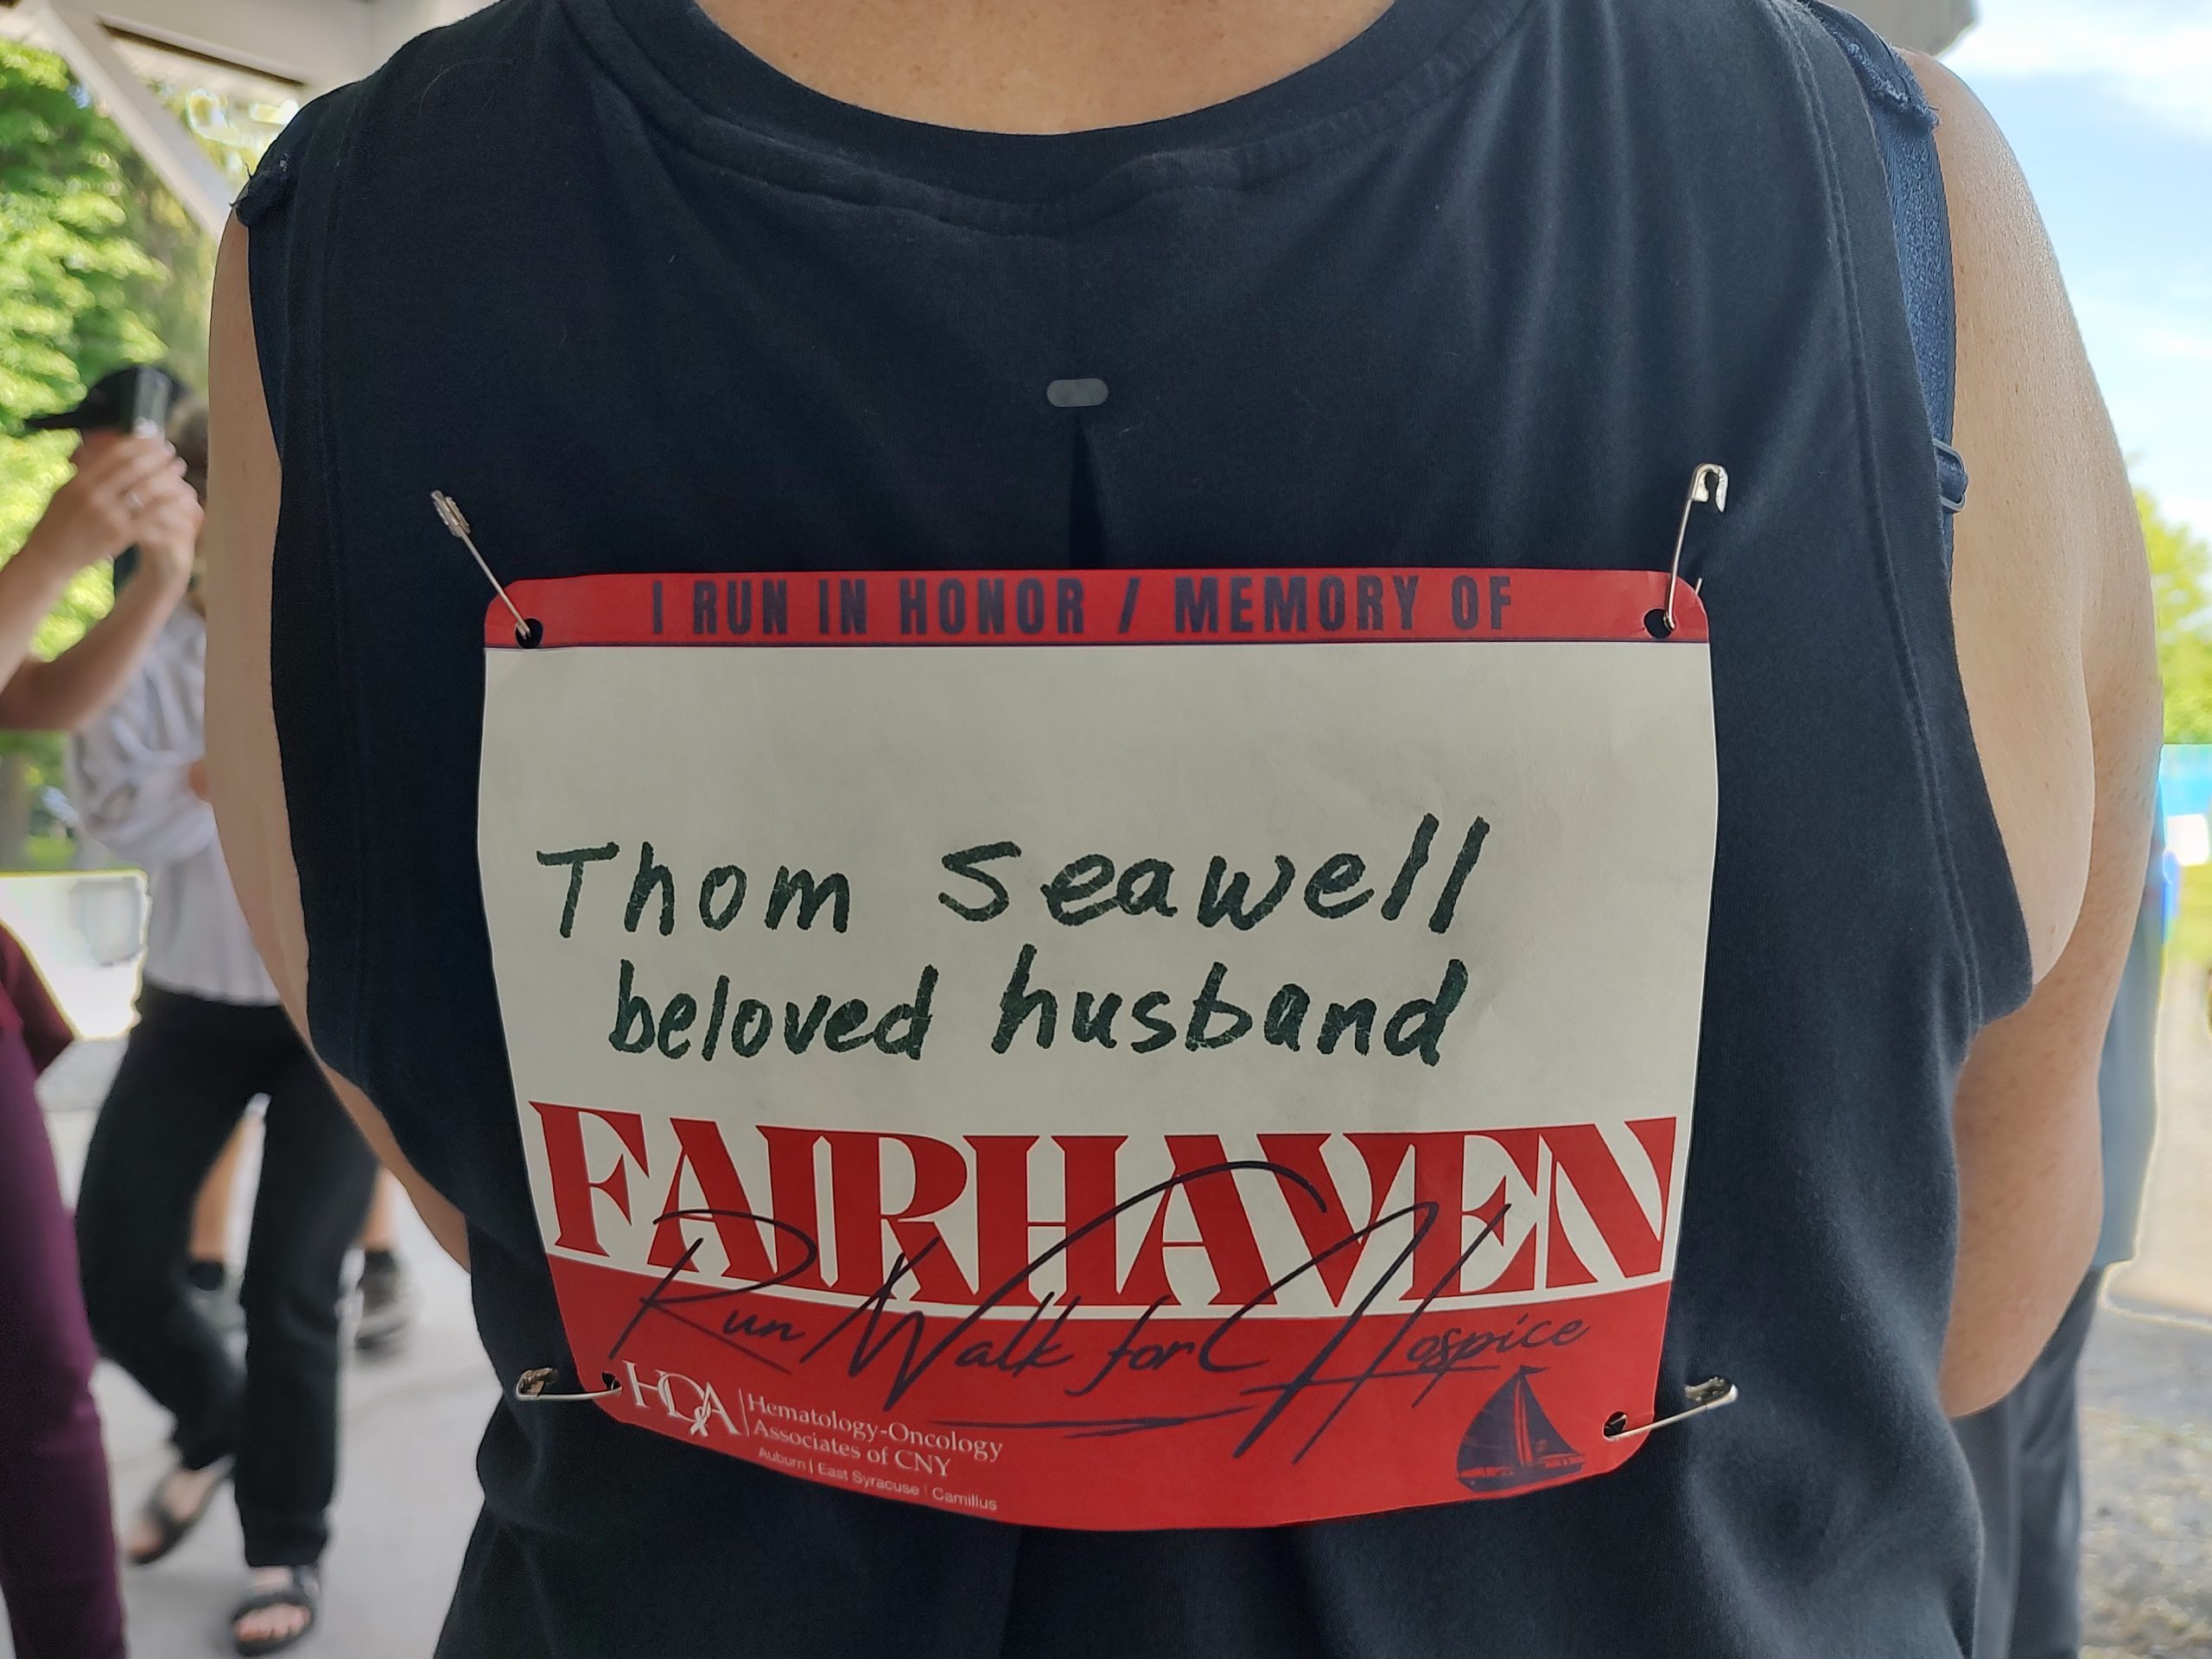 I RUN IN HONOR / MEMORY OF
Thom Seawell
beloved husband
FAIRHAVEN
Run Walk for Hospice
HOA
Hematology-Oncology
Associates of CNY
Auburn | East Syracuse | Camillus